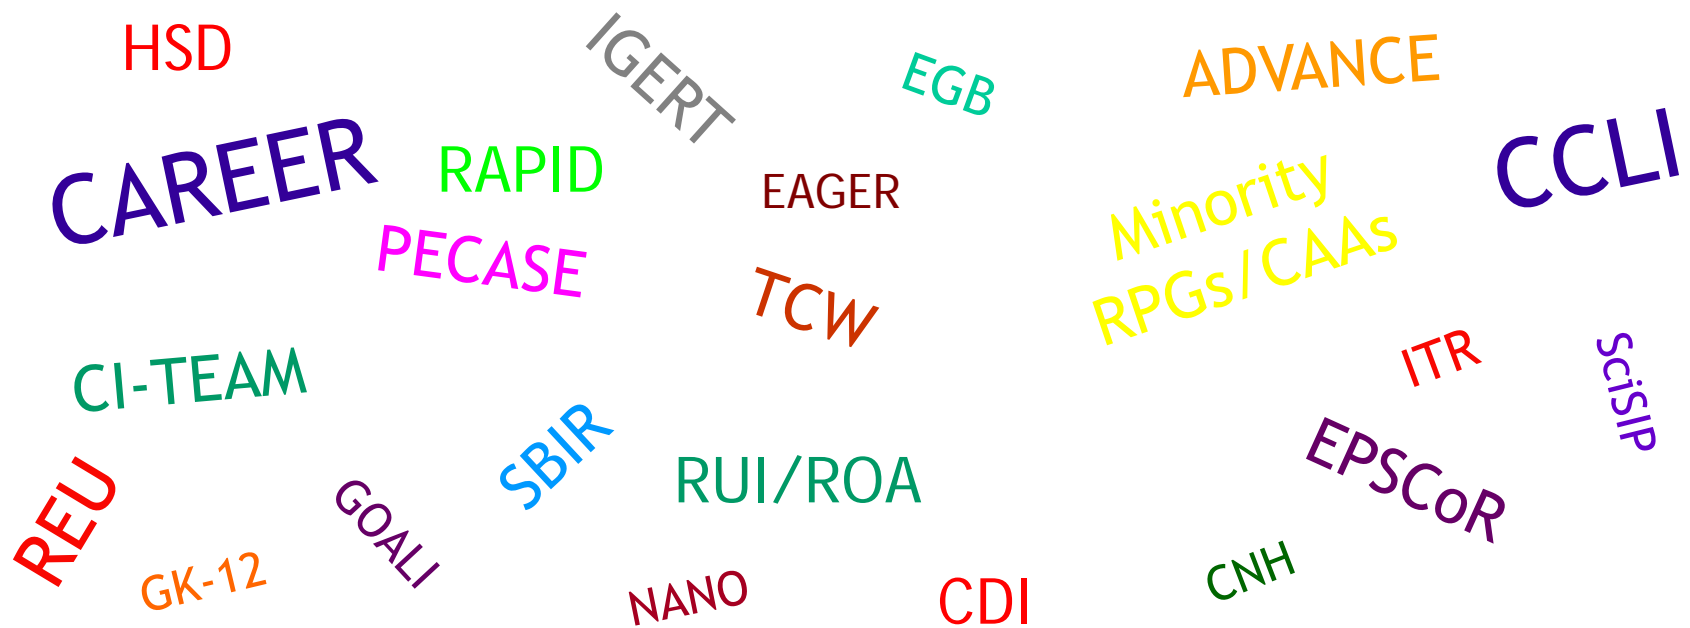 HSD
IGERT
EGB
ADVANCE
CAREER
RAPID
EAGER
Minority
RPGs/CAAs
CCLI
PECASE
TCW
CI-TEAM
ITR
SciSIP
SBIR
RUI/ROA
EPSCoR
REU
GOALI
GK-12
NANO
CDI
CNH